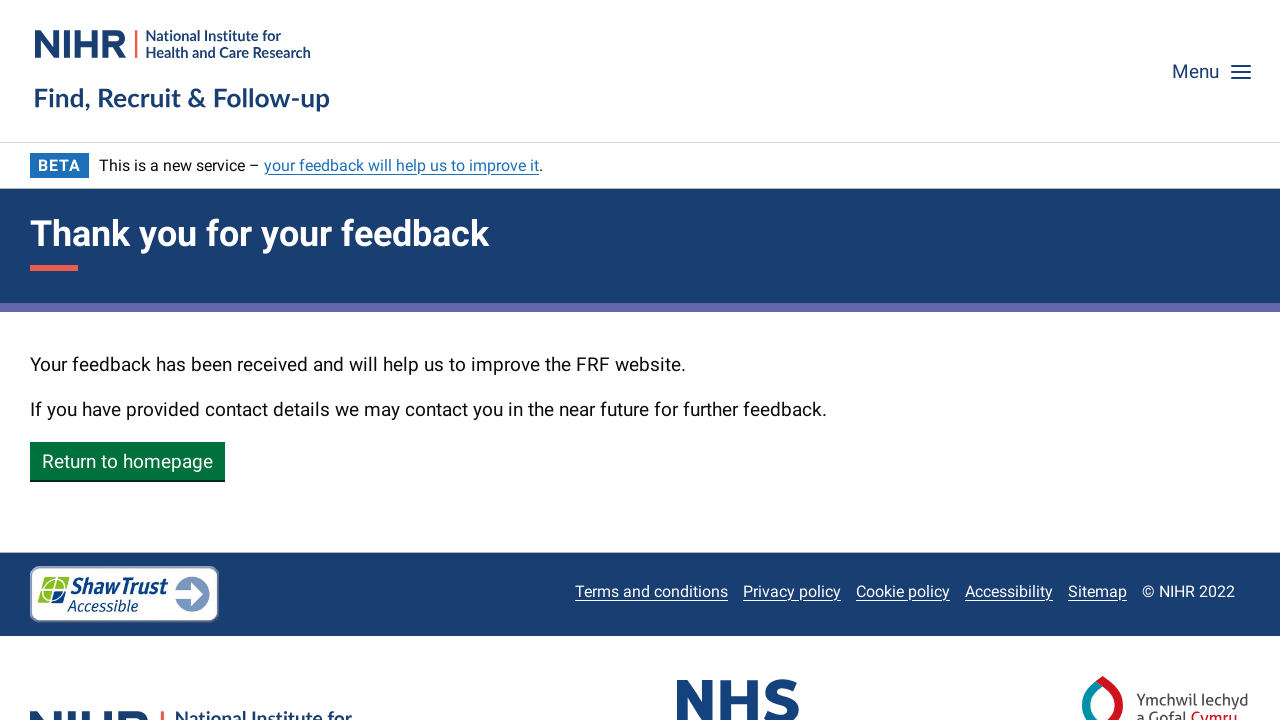 NIHR National Institute for
Health and Care Research
Find, Recruit & Follow-up
Menu
BETA This is a new service – your feedback will help us to improve it.
Thank you for your feedback
Your feedback has been received and will help us to improve the FRF website.
If you have provided contact details we may contact you in the near future for further feedback.
Return to homepage
Shaw Trust
Accessible
Terms and conditions Privacy policy Cookie policy Accessibility Sitemap © NIHR 2022
NIHR National Institute for
NHS
Ymchwil Iechyd
a Gofal Cymru